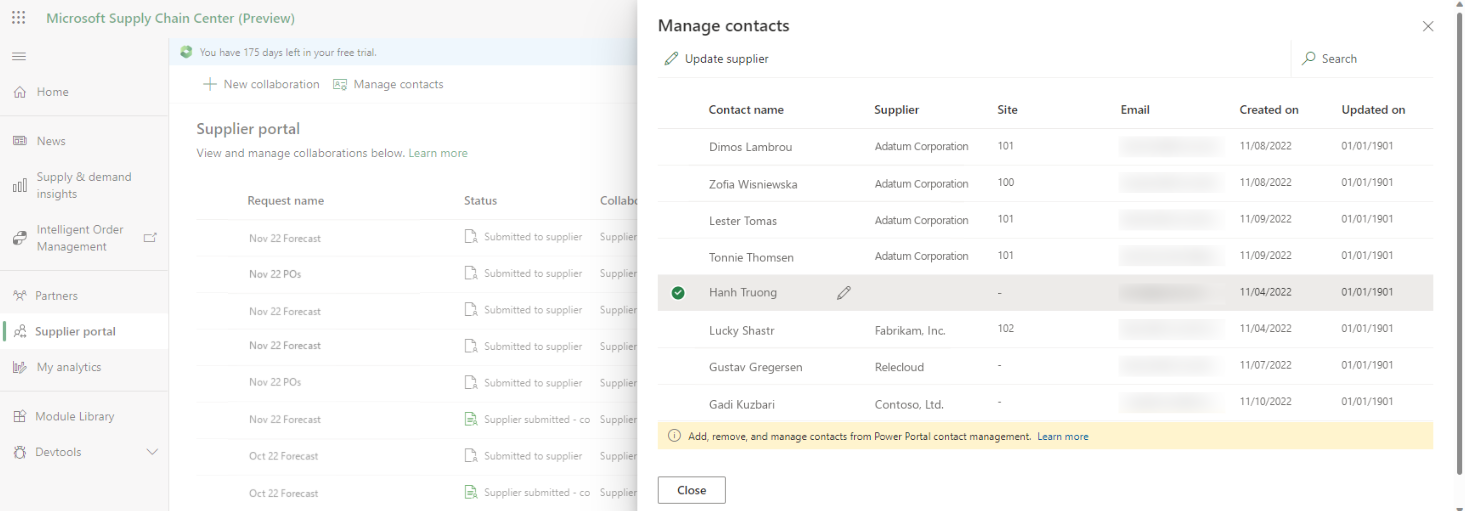 Microsoft Supply Chain Center (Preview)
Home
News
Supply & demand
insights
Intelligent Order
Management
Partners
Supplier portal
My analytics
Module Library
Devtools
You have 175 days left in your free trial.
New collaboration Manage contacts
Supplier portal
View and manage collaborations below. Learn more
Request name Status Collabo
Nov 22 Forecast Submitted to supplier Supplier
Nov 22 POs Submitted to supplier Supplier
Nov 22 Forecast Submitted to supplier Supplier
Nov 22 Forecast Submitted to supplier Supplier
Nov 22 POs Submitted to supplier Supplier
Nov 22 Forecast Supplier submitted - co Supplier
Oct 22 Forecast Submitted to supplier Supplier
Oct 22 Forecast Supplier submitted - co Supplier
Manage contacts
Update supplier Search
Contact name Supplier Site Email Created on Updated on
Dimos Lambrou Adatum Corporation 101 11/08/2022 01/01/1901
Zofia Wisniewska Adatum Corporation 100 11/08/2022 01/01/1901
Lester Tomas Adatum Corporation 101 11/09/2022 01/01/1901
Tonnie Thomsen Adatum Corporation 101 11/09/2022 01/01/1901
Hanh Truong - 11/04/2022 01/01/1901
Lucky Shastr Fabrikam, Inc. 102 11/04/2022 01/01/1901
Gustav Gregersen Relecloud - 11/07/2022 01/01/1901
Gadi Kuzbari Contoso, Ltd. - 11/10/2022 01/01/1901
Add, remove, and manage contacts from Power Portal contact management. Learn more
Close